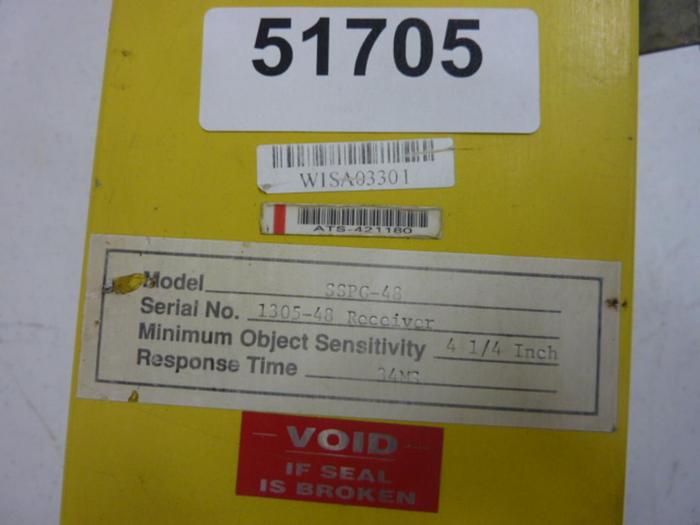 51705
WISA03301
ATS-421180
Model SSPG-48
Serial No. 1305-48 Receiver
Minimum Object Sensitivity 4 1/4 Inch
Response Time 34MS
VOID
IF SEAL
IS BROKEN